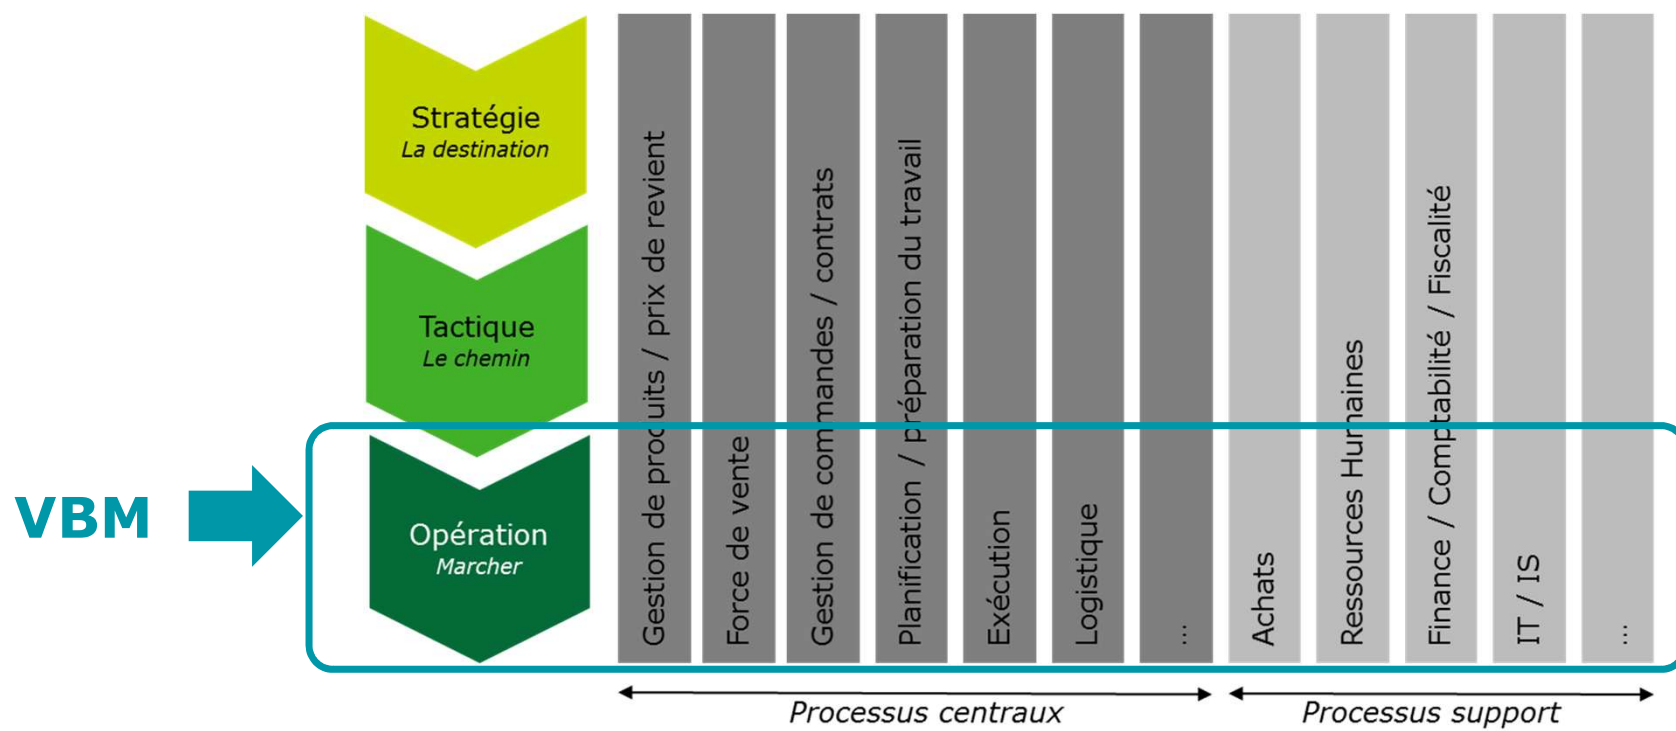 Stratégie
La destination
Tactique
Le chemin
VBM
Opération
Marcher
Gestion de produits / prix de revient
Force de vente
Gestion de commandes / contrats
Planification / préparation du travail
Exécution
Logistique
...
Achats
Ressources Humaines
Finance / Comptabilité / Fiscalité
IT / IS
...
Processus centraux
Processus support